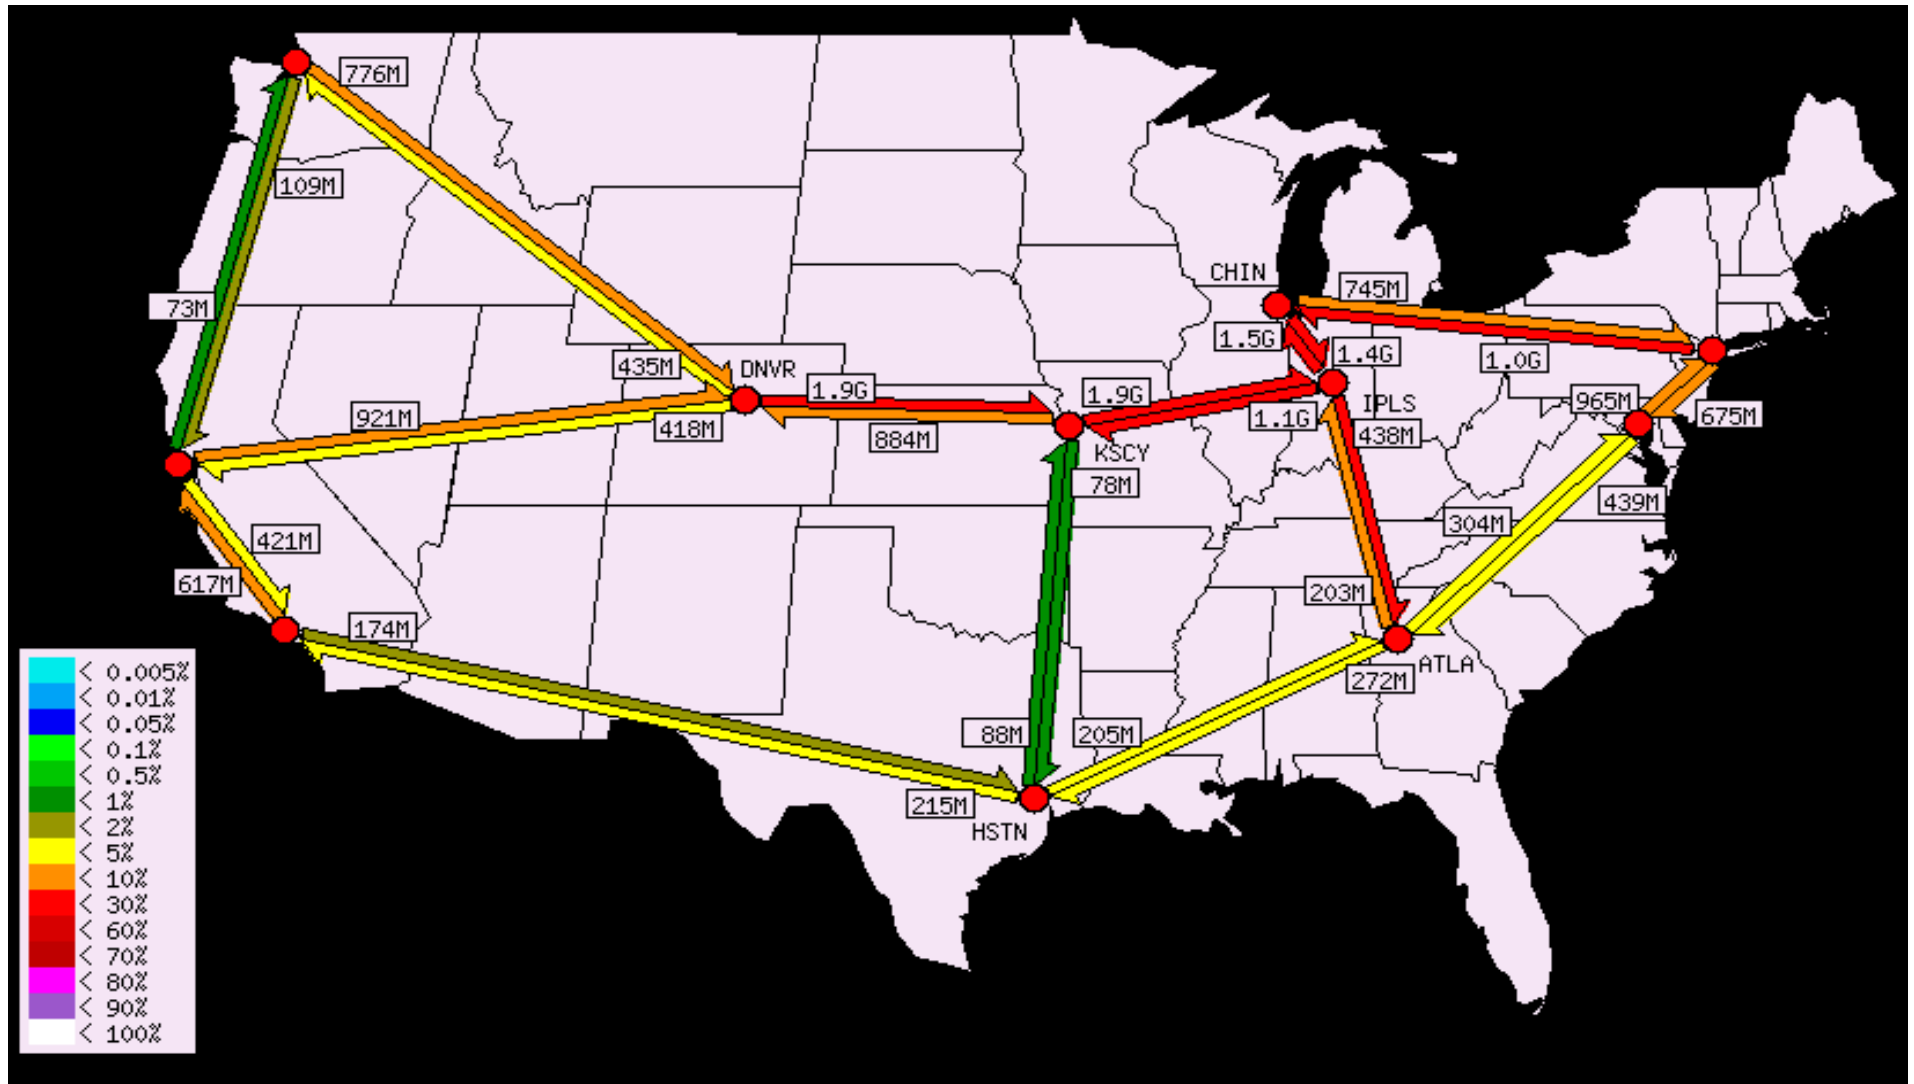 776M
109M
CHIN
745M
73M
1.5G
1.4G
1.0G
435M
DNVR
1.9G
1.9G
965M
IPLS
921M
418M
884M
1.1G
438M
675M
KSCY
78M
439M
304M
421M
617M
203M
174M
ATLA
272M
88M
205M
215M
HSTN
< 0.005%
< 0.01%
< 0.05%
< 0.1%
< 0.5%
< 1%
< 2%
< 5%
< 10%
< 30%
< 60%
< 70%
< 80%
< 90%
< 100%